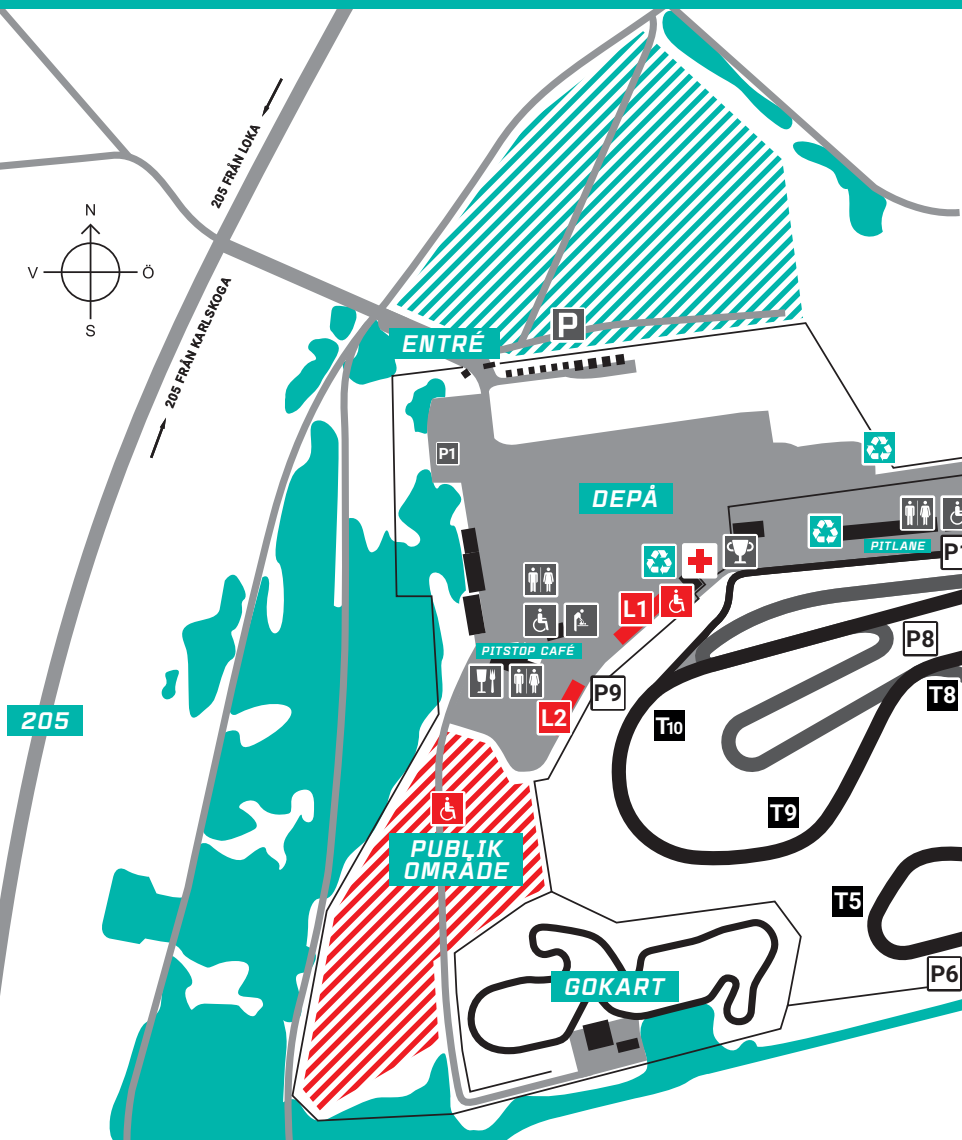 205 FRÅN LOKA
N
V
Ö
S
205 FRÅN KARLSKOGA
P
ENTRÉ
P1
DEPÅ
PITLANE
L1
PITSTOP CAFÉ
P8
P9
T8
L2
T10
205
T9
PUBLIK
OMRÅDE
T5
P6
GOKART